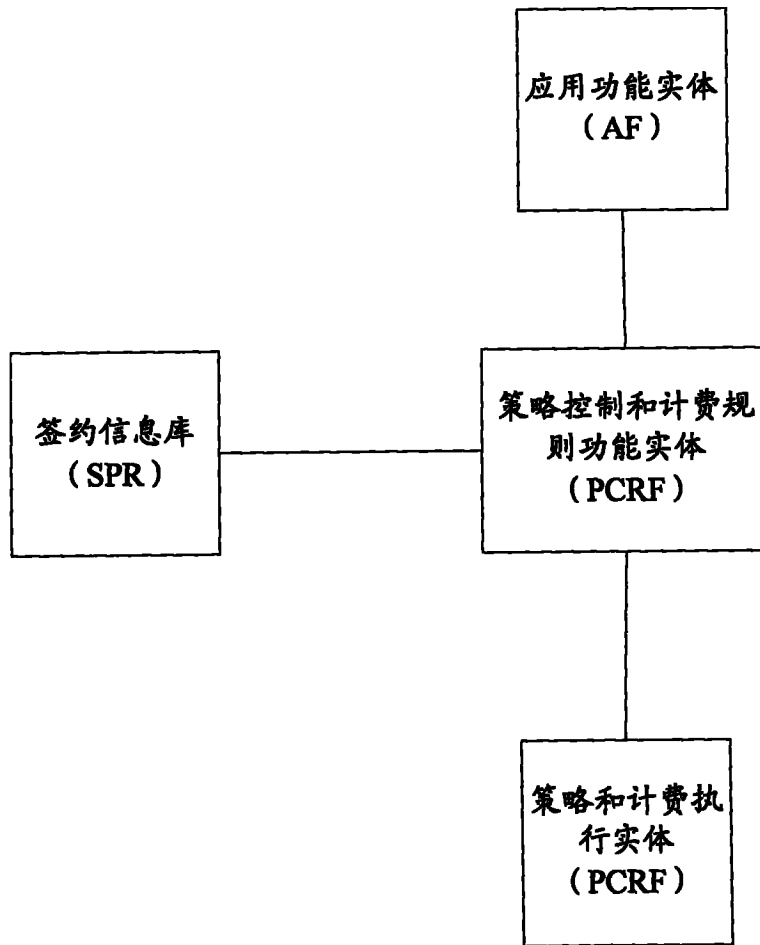 应用功能实体
（AF）
签约信息库
（SPR）
策略控制和计费规
则功能实体
（PCRF）
策略和计费执
行实体
（PCRF）